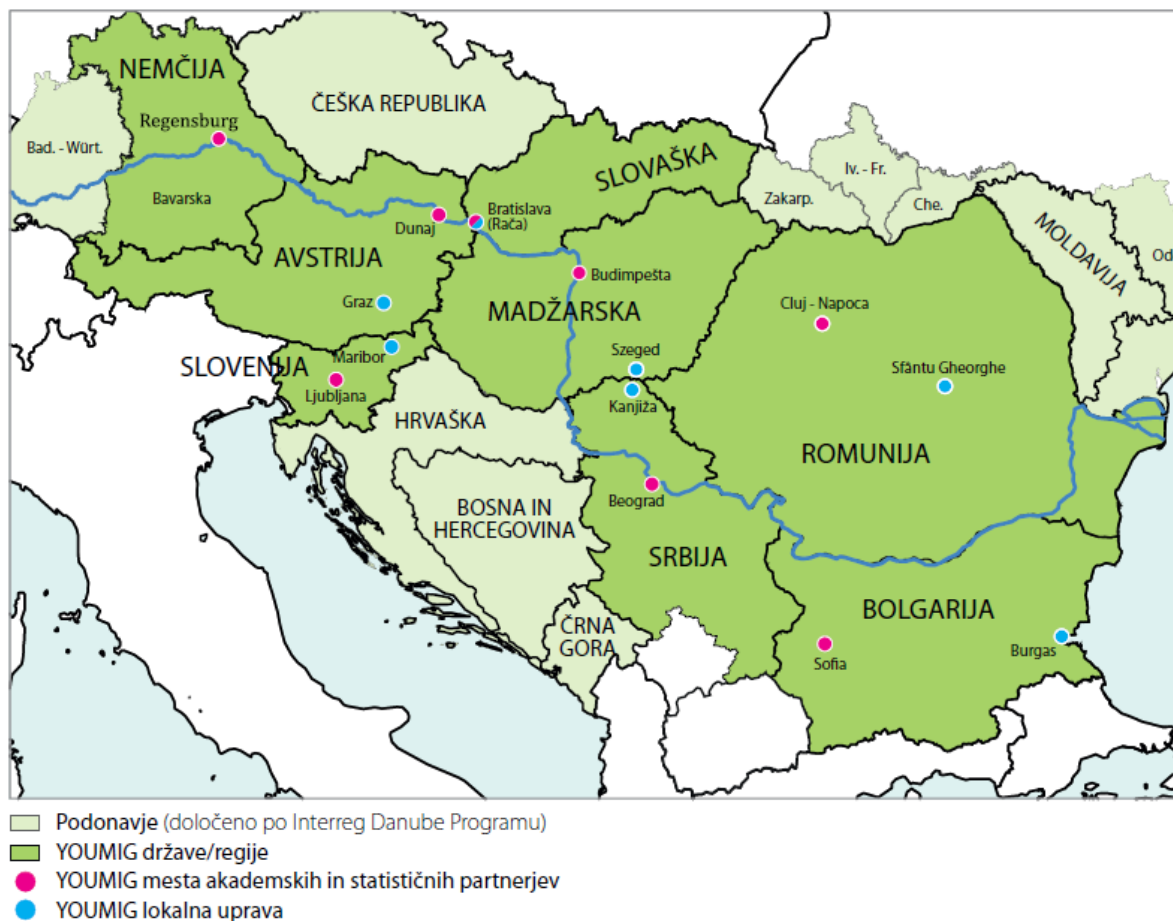 NEMČIJA
ČEŠKA REPUBLIKA
Regensburg
Bad. - Würt.
Bavarska
SLOVAŠKA
Zakarp.
Iv. - Fr.
Che.
MOLDAVIJA
Od
Dunaj
Bratislava
(Rača)
AVSTRIJA
Budimpešta
Graz
MADŽARSKA
Cluj - Napoca
SLOVENIJA
Maribor
Ljubljana
Szeged
Kanjiža
Sfântu Gheorghe
HRVAŠKA
ROMUNIJA
BOSNA IN
HERCEGOVINA
Beograd
SRBIJA
BOLGARIJA
ČRNA
GORA
Sofia
Burgas
Podonavje (določeno po Interreg Danube Programu)
YOUMIG države/regije
YOUMIG mesta akademskih in statističnih partnerjev
YOUMIG lokalna uprava